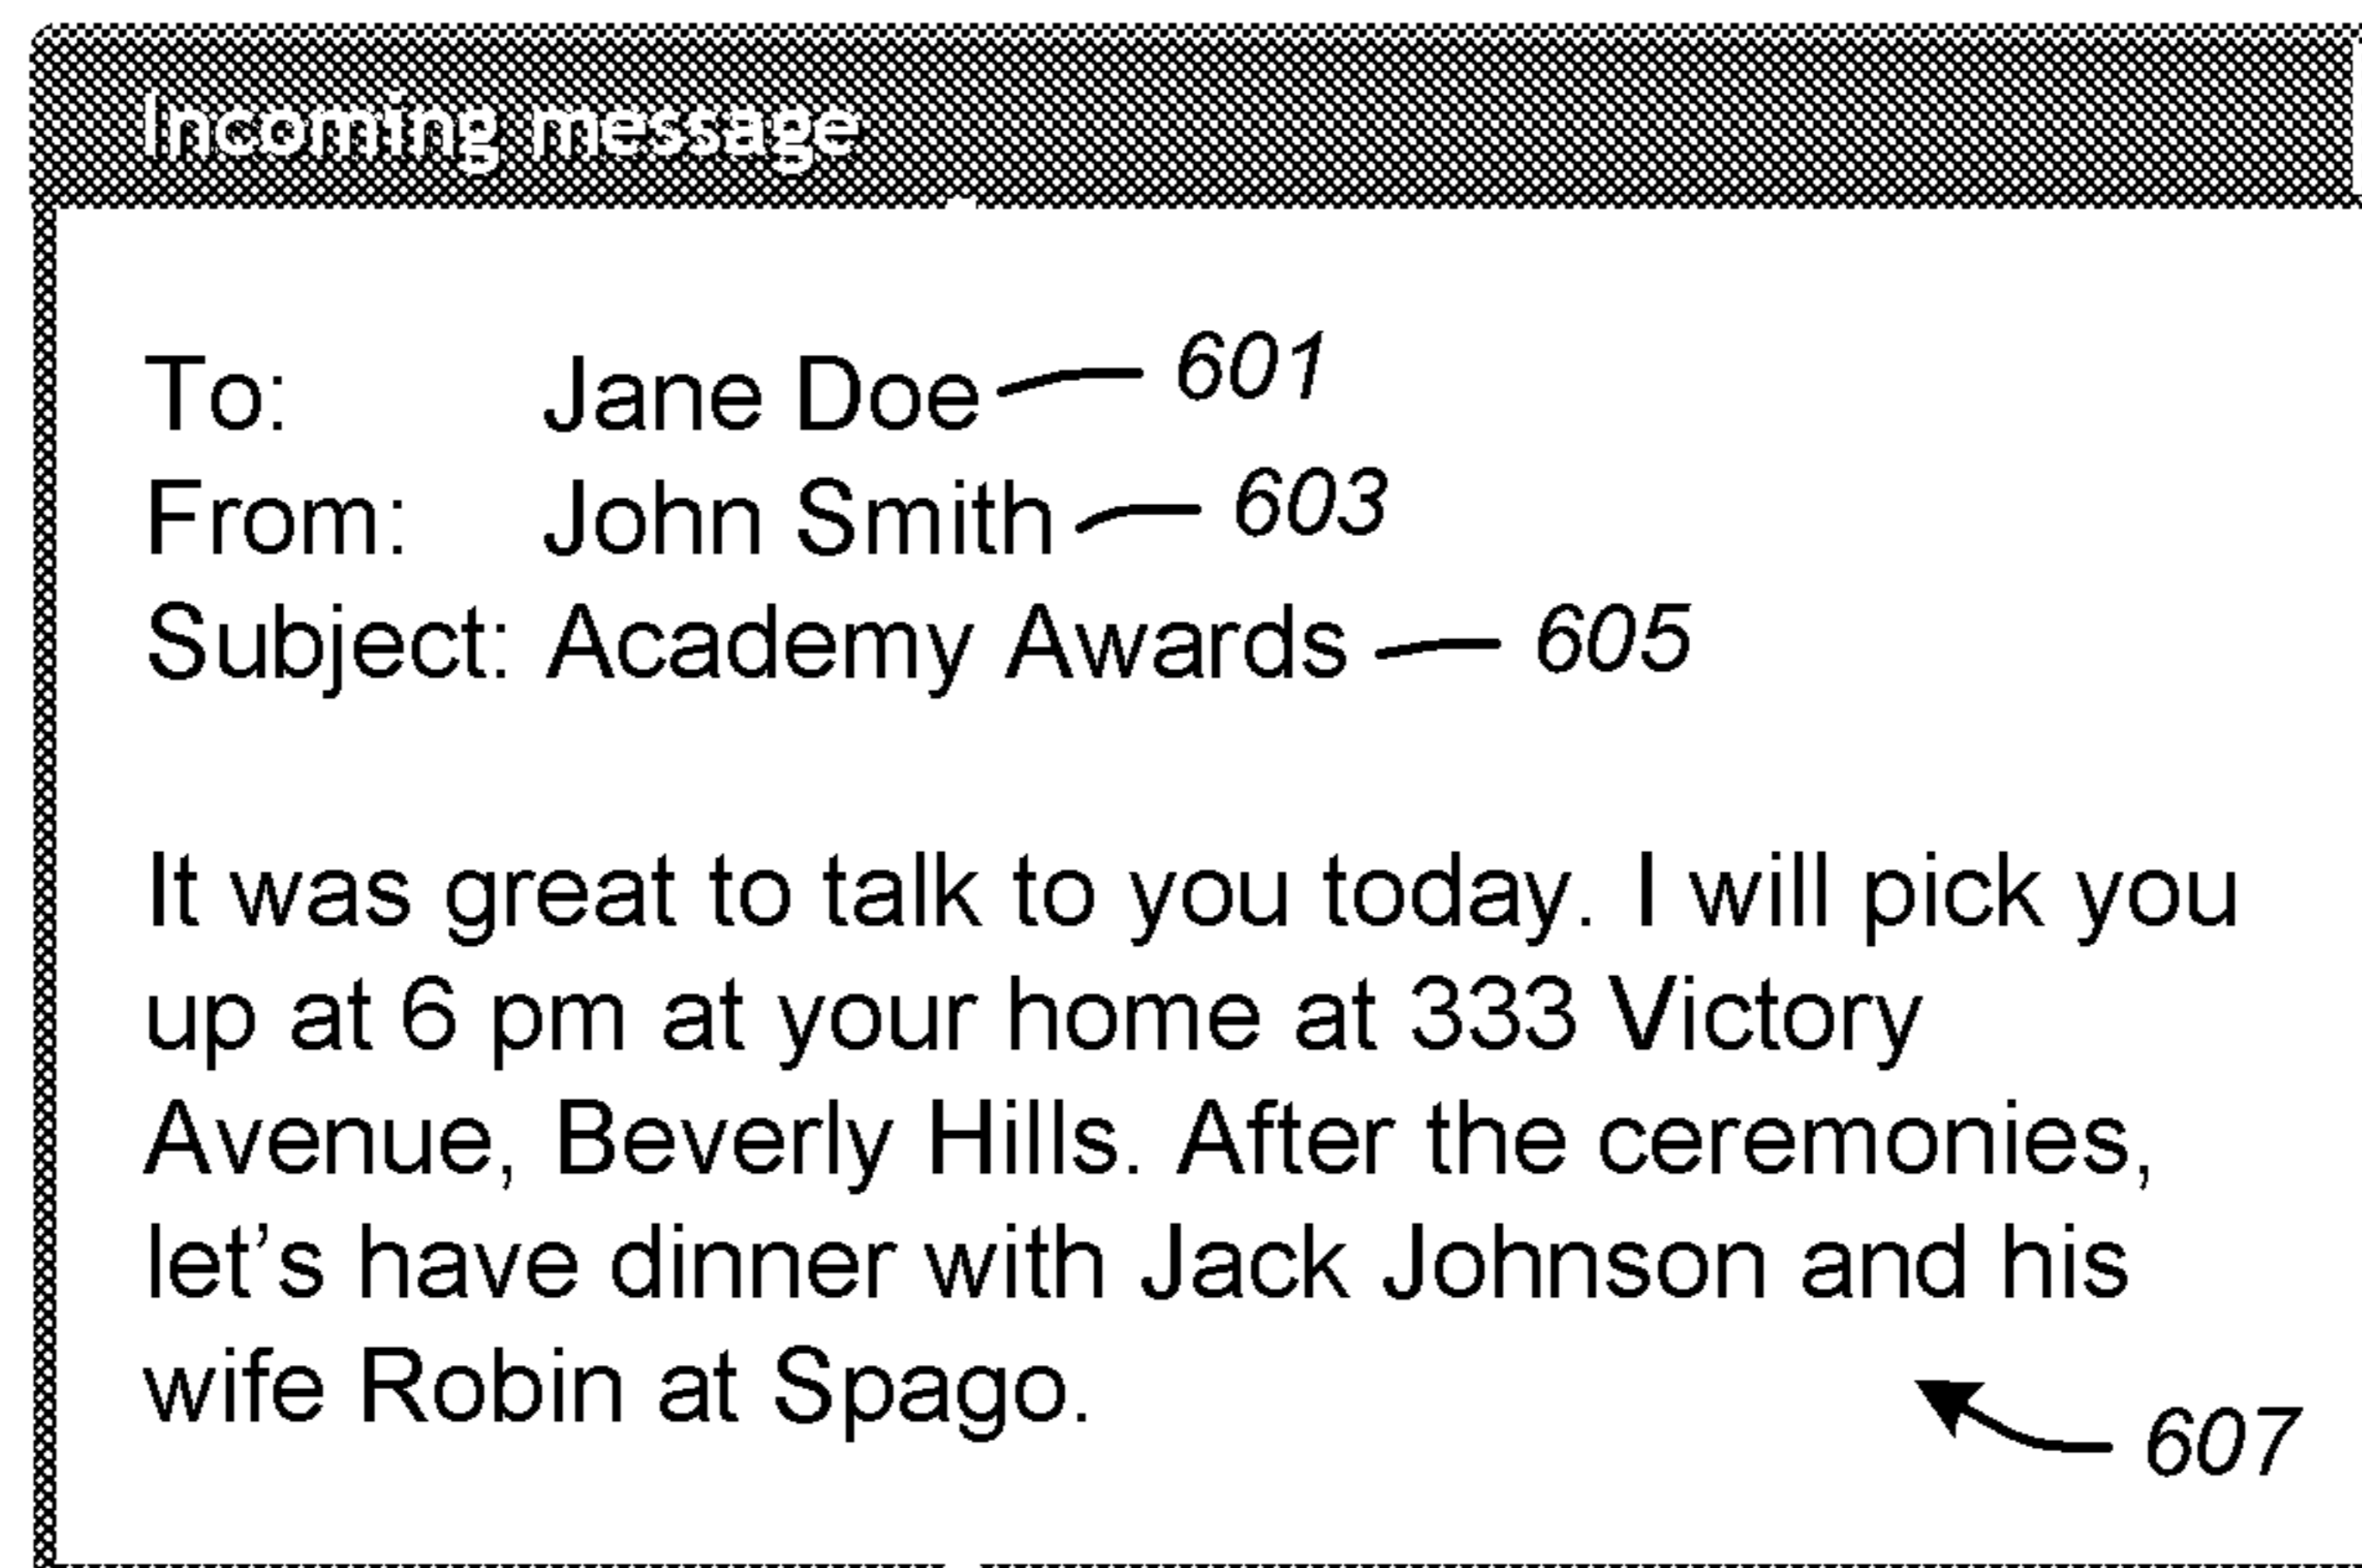 Incoming message
To: Jane Doe 601
From: John Smith 603
Subject: Academy Awards 605
It was great to talk to you today. I will pick you
up at 6 pm at your home at 333 Victory
Avenue, Beverly Hills. After the ceremonies,
let’s have dinner with Jack Johnson and his
wife Robin at Spago.
607